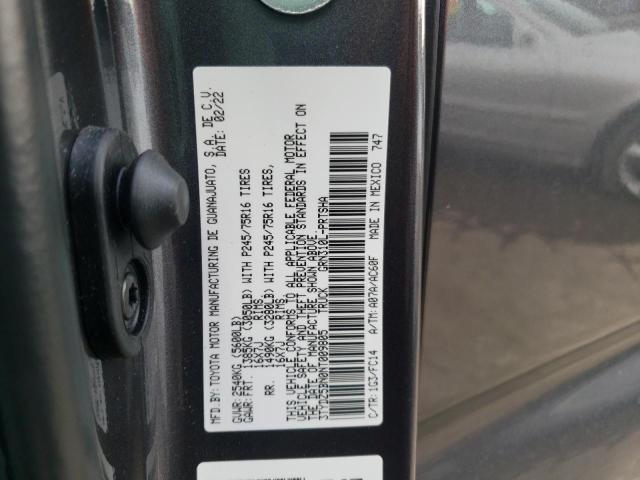 MFD. BY: TOYOTA MOTOR MANUFACTURING DE GUANAJUATO, S.A. DE C.V.
DATE: 02/22
GVWR: 2540KG (5600LB)
GAWR: FRT. 1385KG (3050LB) WITH P245/75R16 TIRES
16X7J RIMS,
RR. 1490KG (3280LB) WITH P245/75R16 TIRES,
16X7J RIMS.
THIS VEHICLE CONFORMS TO ALL APPLICABLE FEDERAL MOTOR
VEHICLE SAFETY AND THEFT PREVENTION STANDARDS IN EFFECT ON
THE DATE OF MANUFACTURE SHOWN ABOVE.
3TYDZ5BN0NT009805 TRUCK GRN310L-PRTSHA
C/TR: 1G3/FC14 A/TM: A07A/AC60F MADE IN MEXICO 747